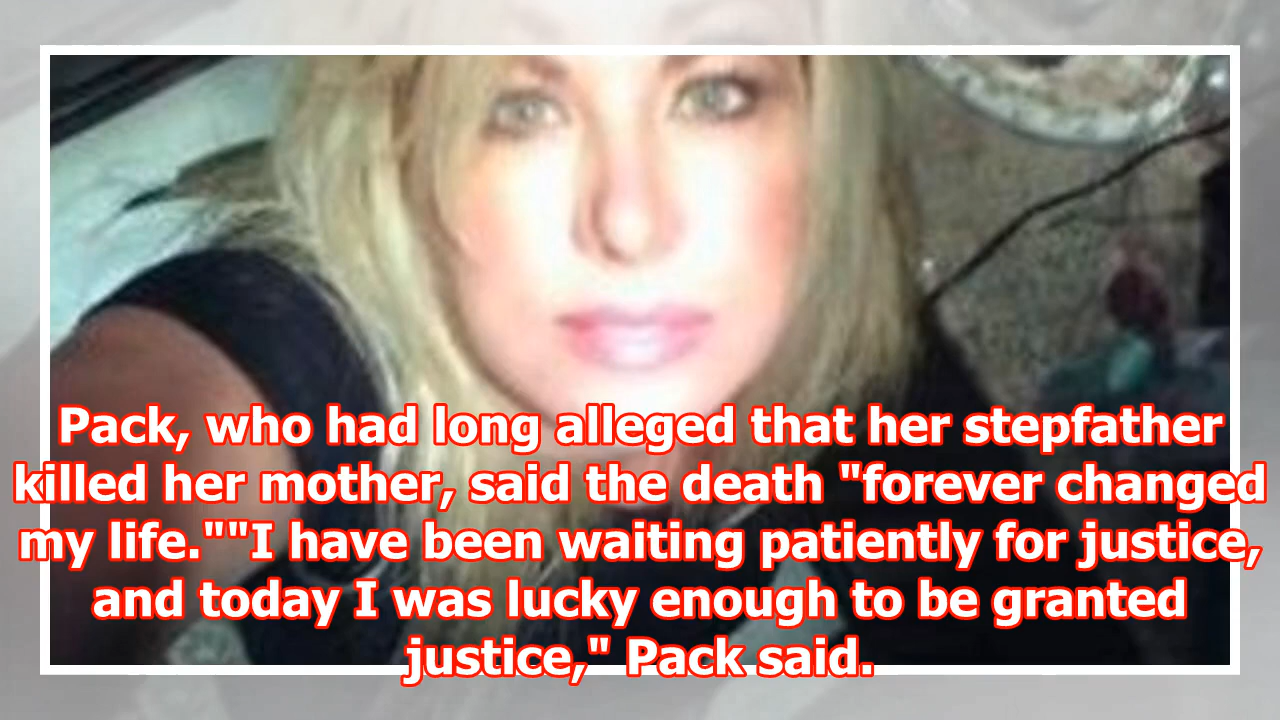 Pack, who had long alleged that her stepfather
killed her mother, said the death "forever changed
my life.""I have been waiting patiently for justice,
and today I was lucky enough to be granted
justice," Pack said.